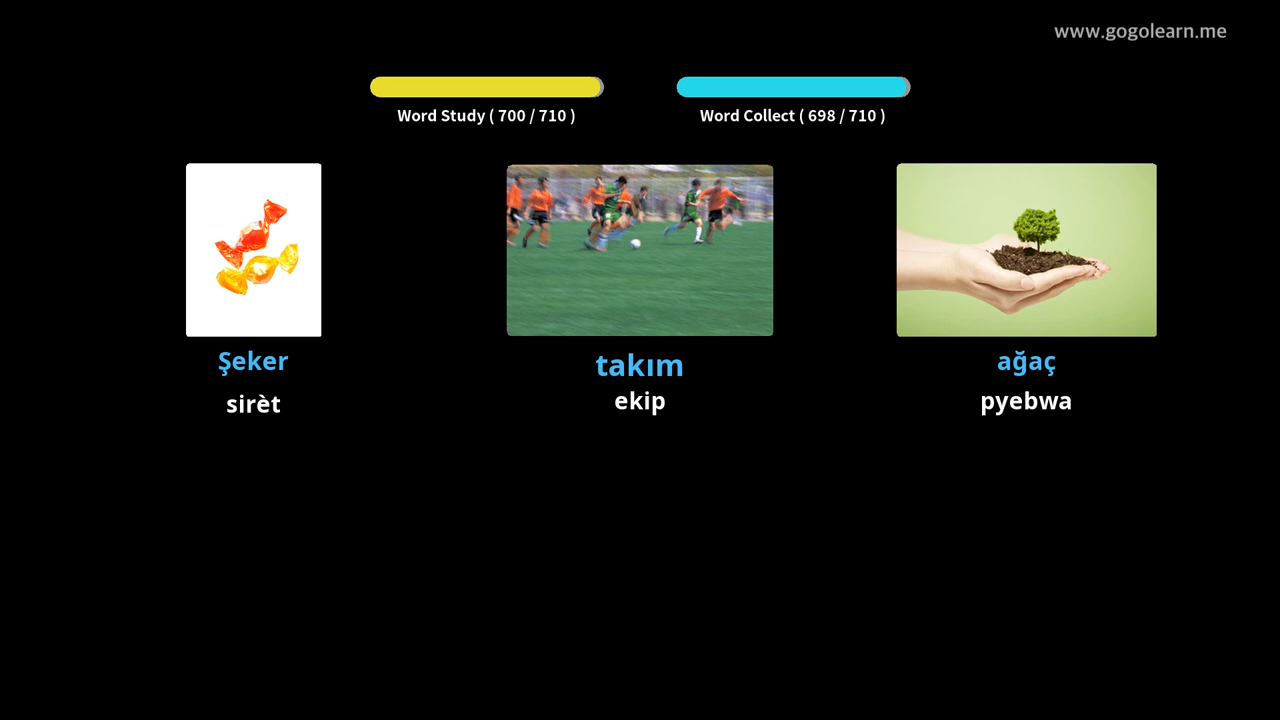 www.gogolearn.me
Word Study ( 700 / 710 )
Word Collect ( 698 / 710 )
Şeker
takım
ağaç
sirèt
ekip
pyebwa